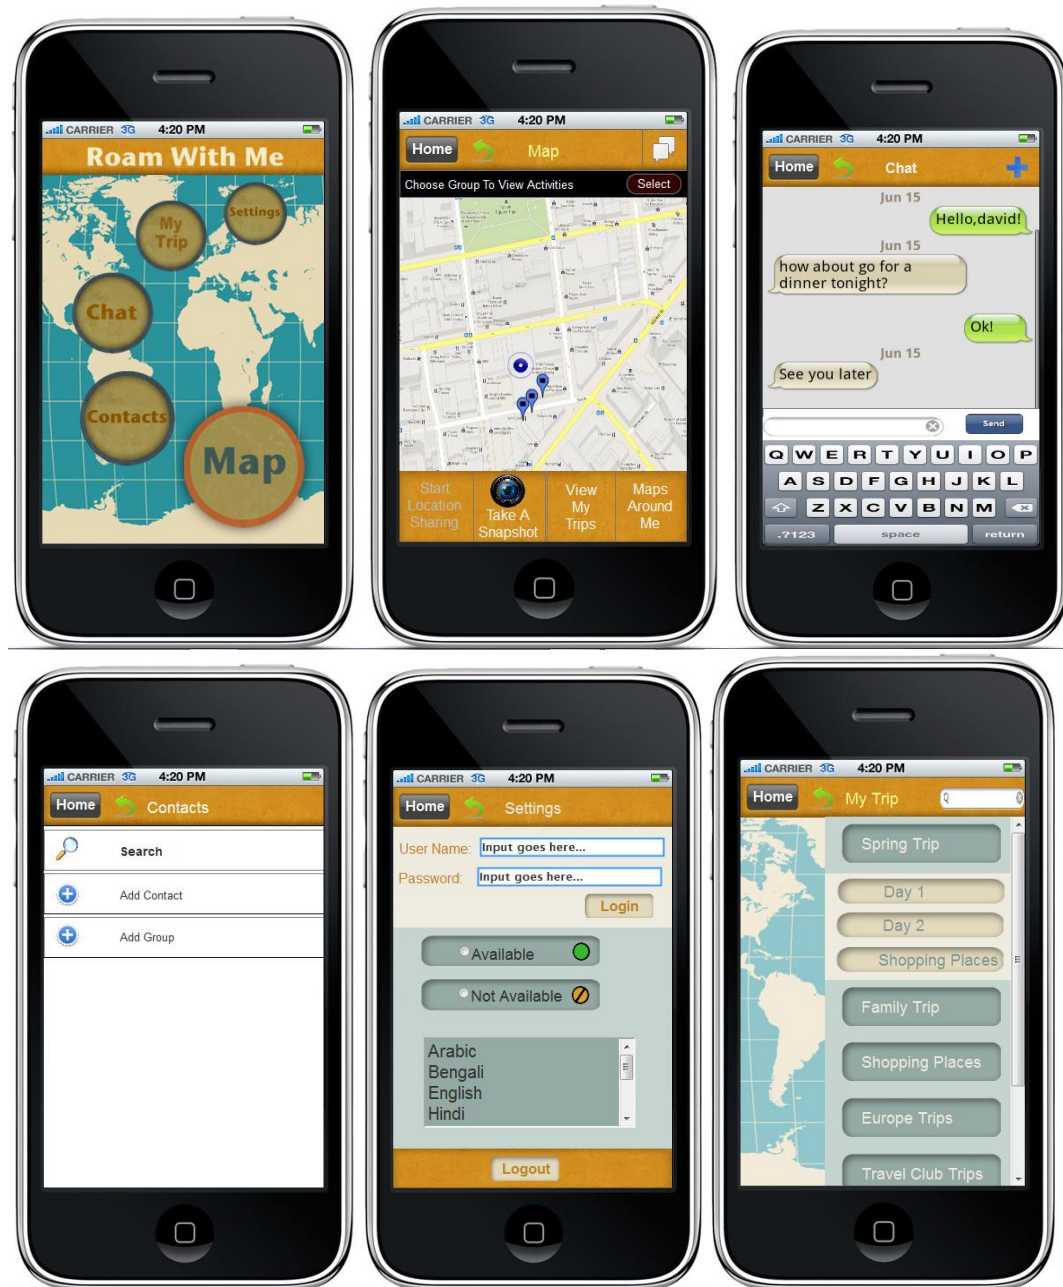 CARRIER 3G 4:20 PM
Roam With Me
Settings
My
Trip
Chat
Contacts
Map
CARRIER 3G 4:20 PM
Home Map
Choose Group To View Activities Select
Start
Location
Sharing
Take A
Snapshot
View
My
Trips
Maps
Around
Me
CARRIER 3G 4:20 PM
Home Chat
Jun 15
Hello,david!
Jun 15
how about go for a
dinner tonight?
Ok!
Jun 15
See you later
Send
Q W E R T Y U I O P
A S D F G H J K L
Z X C V B N M
.?123 space return
CARRIER 3G 4:20 PM
Home Contacts
Search
Add Contact
Add Group
CARRIER 3G 4:20 PM
Home Settings
User Name: Input goes here...
Password: Input goes here...
Login
Available
Not Available
Arabic
Bengali
English
Hindi
Logout
CARRIER 3G 4:20 PM
Home My Trip
Spring Trip
Day 1
Day 2
Shopping Places
Family Trip
Shopping Places
Europe Trips
Travel Club Trips